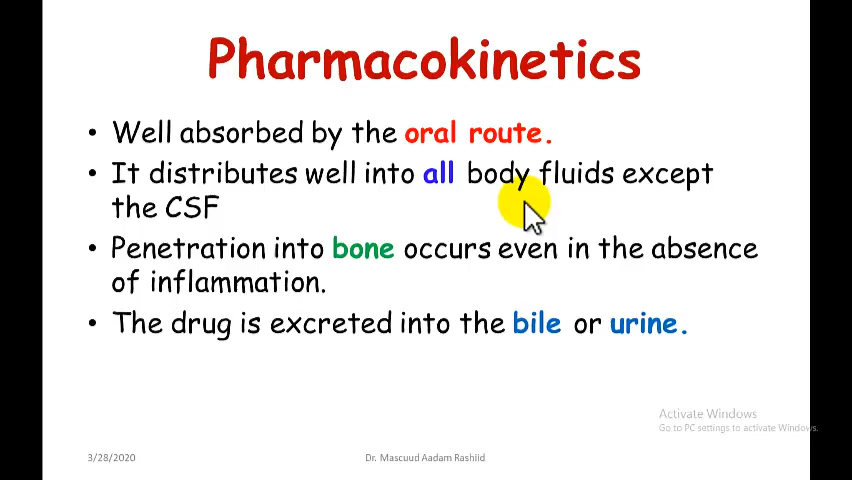 Pharmacokinetics
• Well absorbed by the oral route.
• It distributes well into all body fluids except
the CSF
• Penetration into bone occurs even in the absence
of inflammation.
• The drug is excreted into the bile or urine.
Activate Windows
Go to PC settings to activate Windows.
3/28/2020
Dr. Mascuud Aadam Rashiid